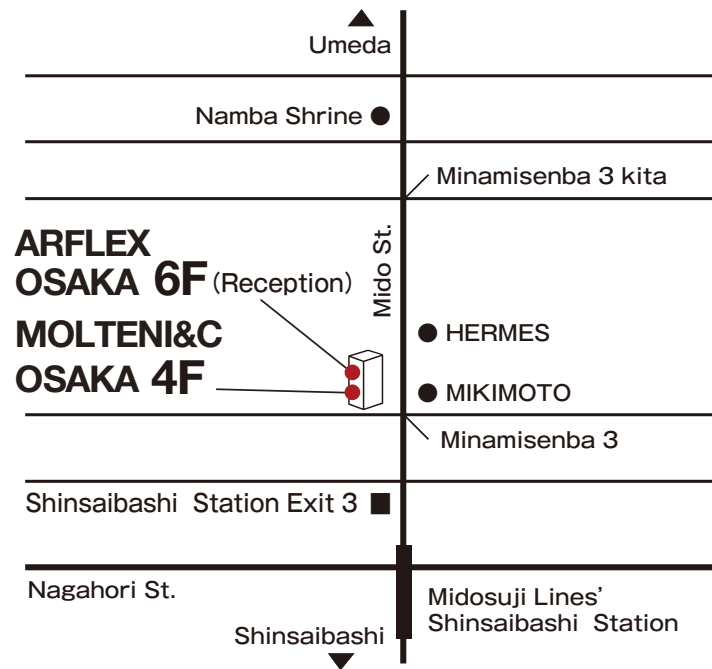 Umeda
Namba Shrine
Minamisenba 3 kita
Mido St.
ARFLEX
OSAKA 6F (Reception)
MOLTENI&C
OSAKA 4F
HERMES
MIKIMOTO
Minamisenba 3
Shinsaibashi Station Exit 3
Nagahori St.
Midosuji Lines'
Shinsaibashi Station
Shinsaibashi